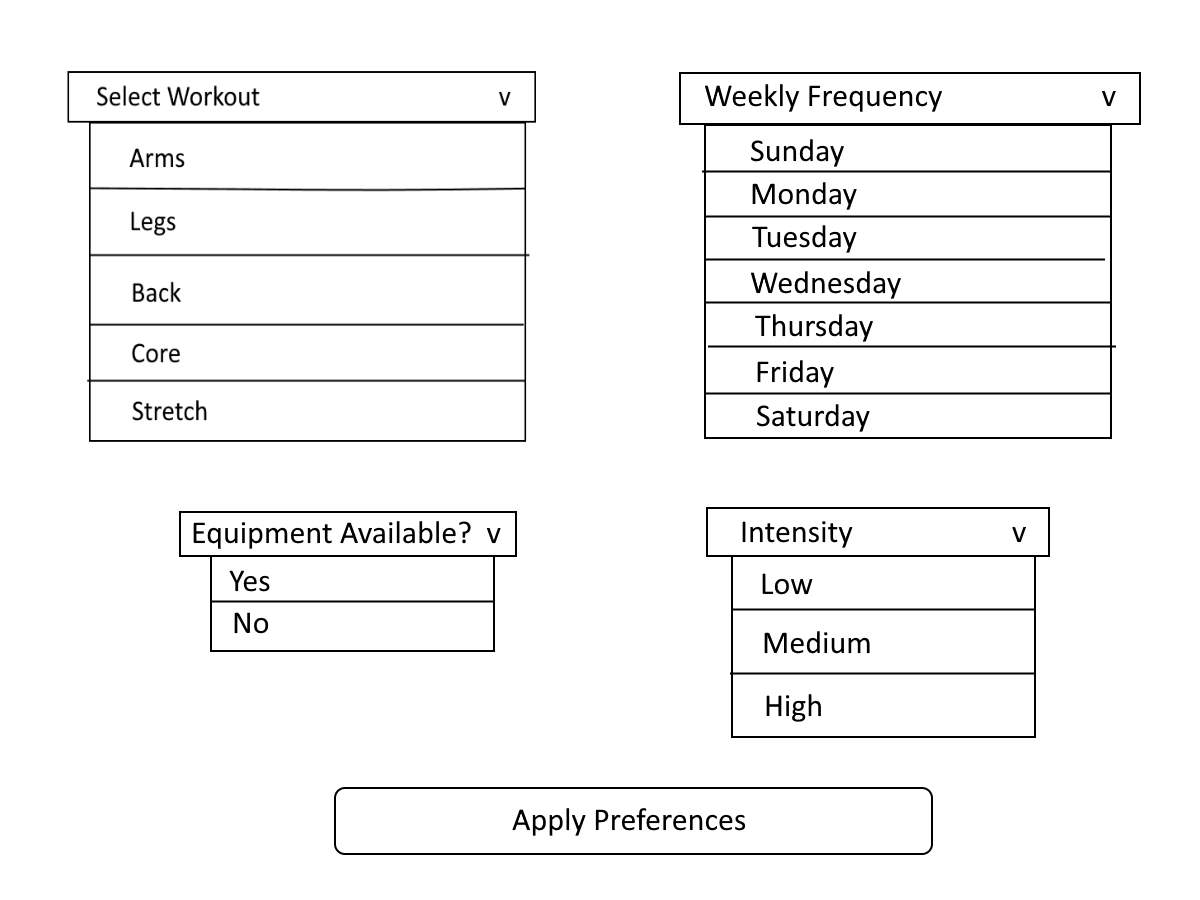 Select Workout v
Arms
Legs
Back
Core
Stretch
Weekly Frequency v
Sunday
Monday
Tuesday
Wednesday
Thursday
Friday
Saturday
Equipment Available? v
Yes
No
Intensity v
Low
Medium
High
Apply Preferences